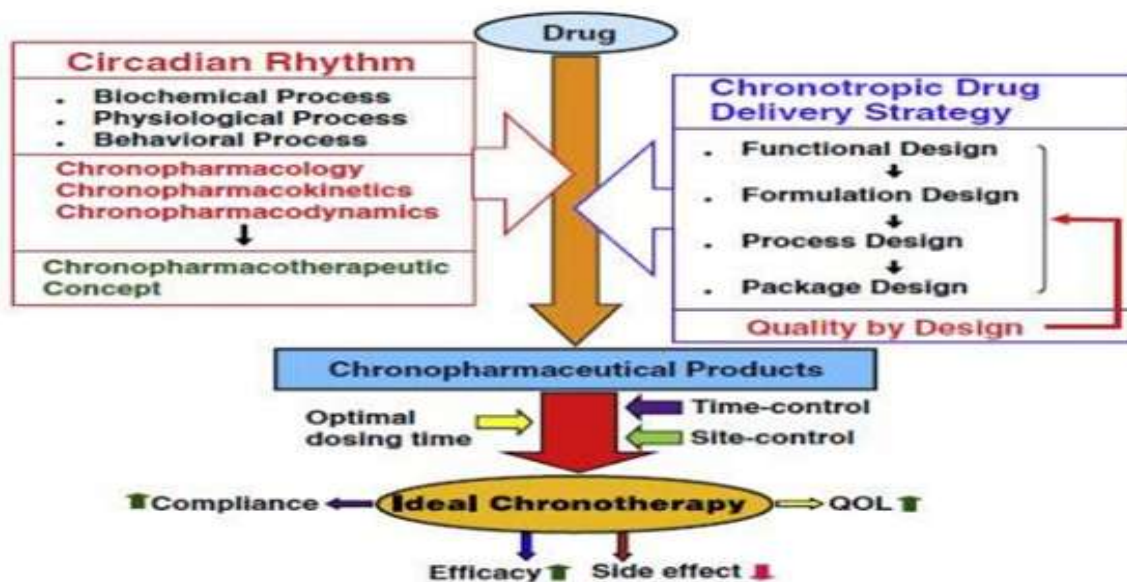 Drug
Circadian Rhythm
. Biochemical Process
. Physiological Process
. Behavioral Process
Chronopharmacology
Chronopharmacokinetics
Chronopharmacodynamics
Chronopharmacotherapeutic
Concept
Chronotropic Drug
Delivery Strategy
. Functional Design
. Formulation Design
. Process Design
. Package Design
Quality by Design
Chronopharmaceutical Products
Optimal
dosing time
Time-control
Site-control
Ideal Chronotherapy
Compliance
QOL
Efficacy
Side effect